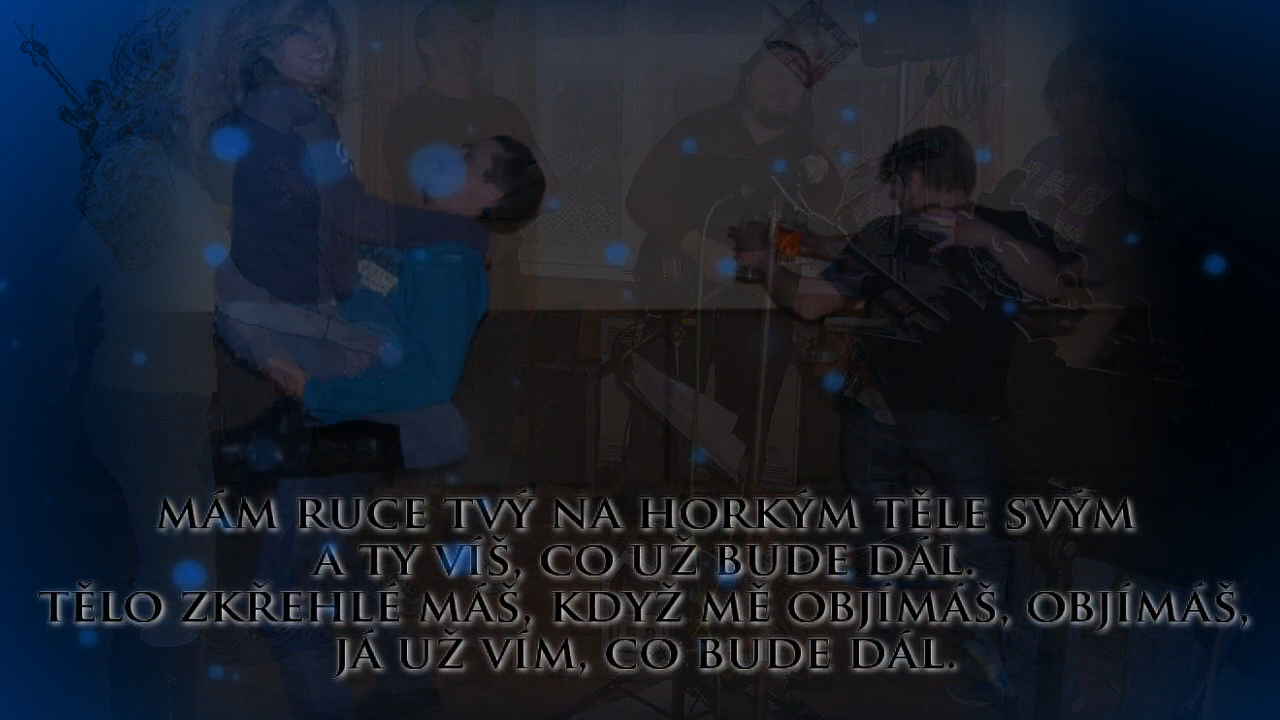 MÁM RUCE TVÝ NA HORKÝM TĚLE SVÝM
A TY VÍŠ, CO UŽ BUDE DÁL.
TĚLO ZKŘEHLÉ MÁŠ, KDYŽ MĚ OBJÍMÁŠ, OBJÍMÁŠ,
JÁ UŽ VÍM, CO BUDE DÁL.